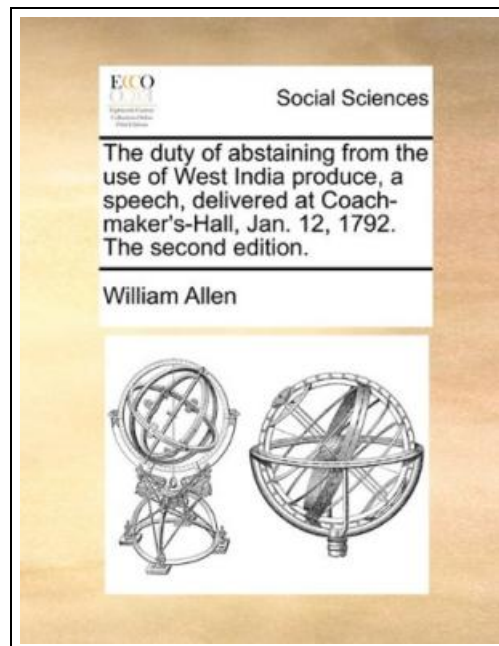 ECCO
Social Sciences
The duty of abstaining from the
use of West India produce, a
speech, delivered at Coach-
maker's-Hall, Jan. 12, 1792.
The second edition.
William Allen